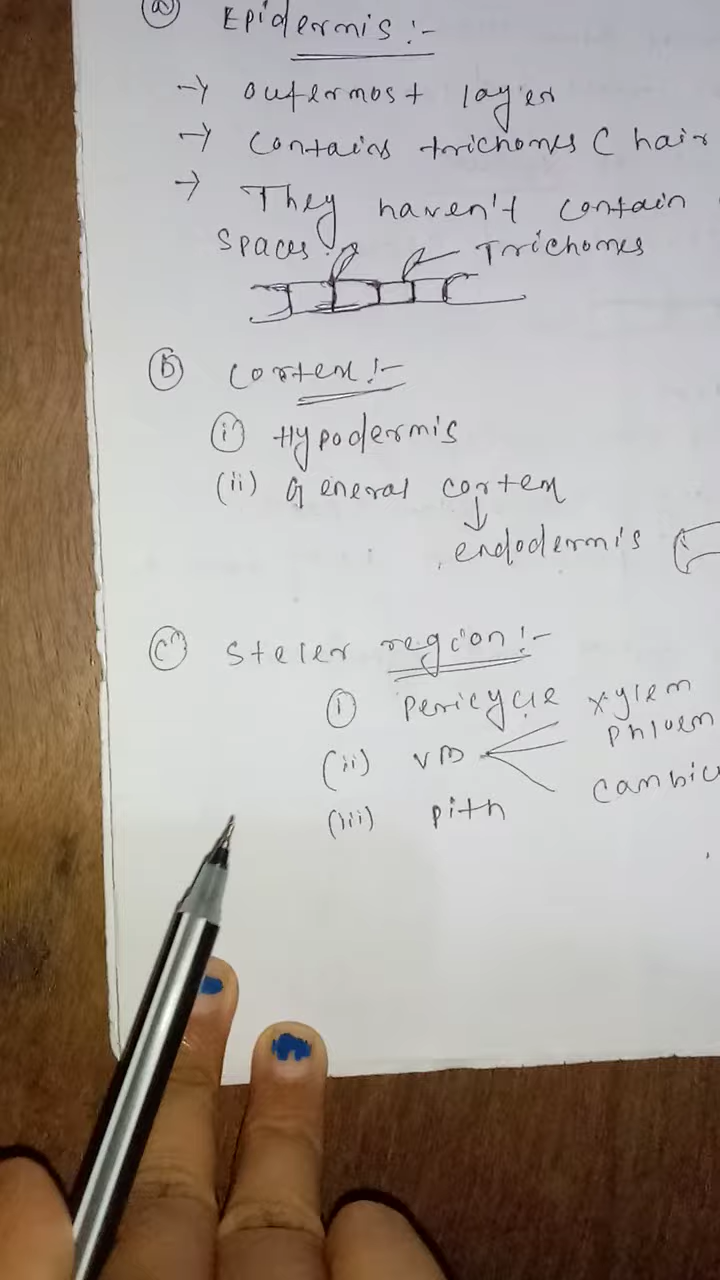 (a) Epidermis :-
→ outermost layer
→ Contains trichomes ( hair
→ They haven't contain
spaces.
Trichomes
(b) Cortex :-
(i) Hypodermis
(ii) General cortex
↓
endodermis
(c) Steler region :-
(i) Pericycle
xylem
(ii) VB
phloem
cambiu
(iii) pith